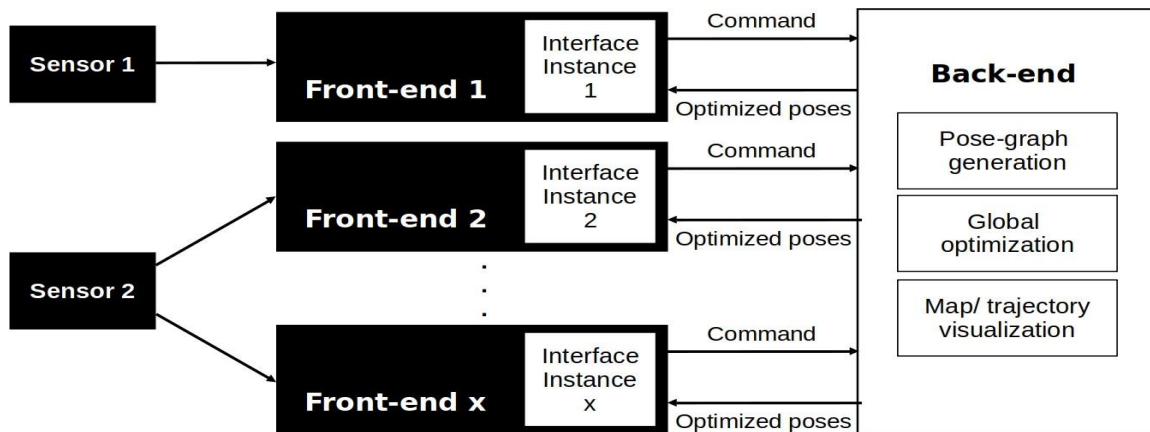 Sensor 1
Front-end 1
Interface
Instance
1
Command
Optimized poses
Sensor 2
Front-end 2
Interface
Instance
2
Command
Optimized poses
Front-end x
Interface
Instance
x
Command
Optimized poses
Back-end
Pose-graph
generation
Global
optimization
Map/ trajectory
visualization